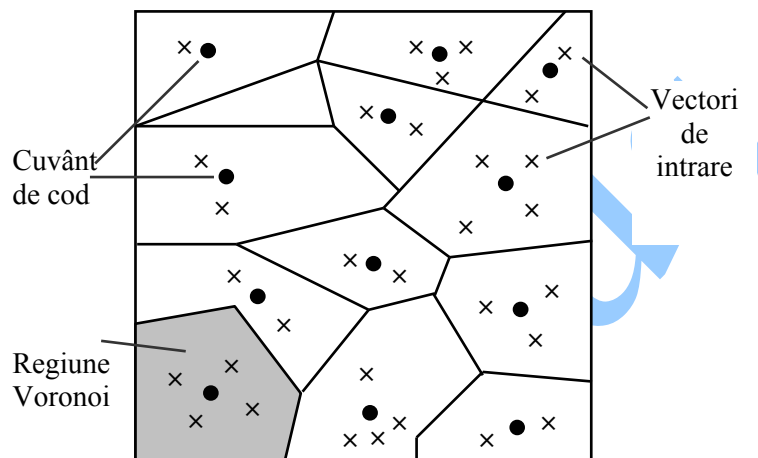 Cuvânt
de cod
Regiune
Voronoi
Vectori
de
intrare